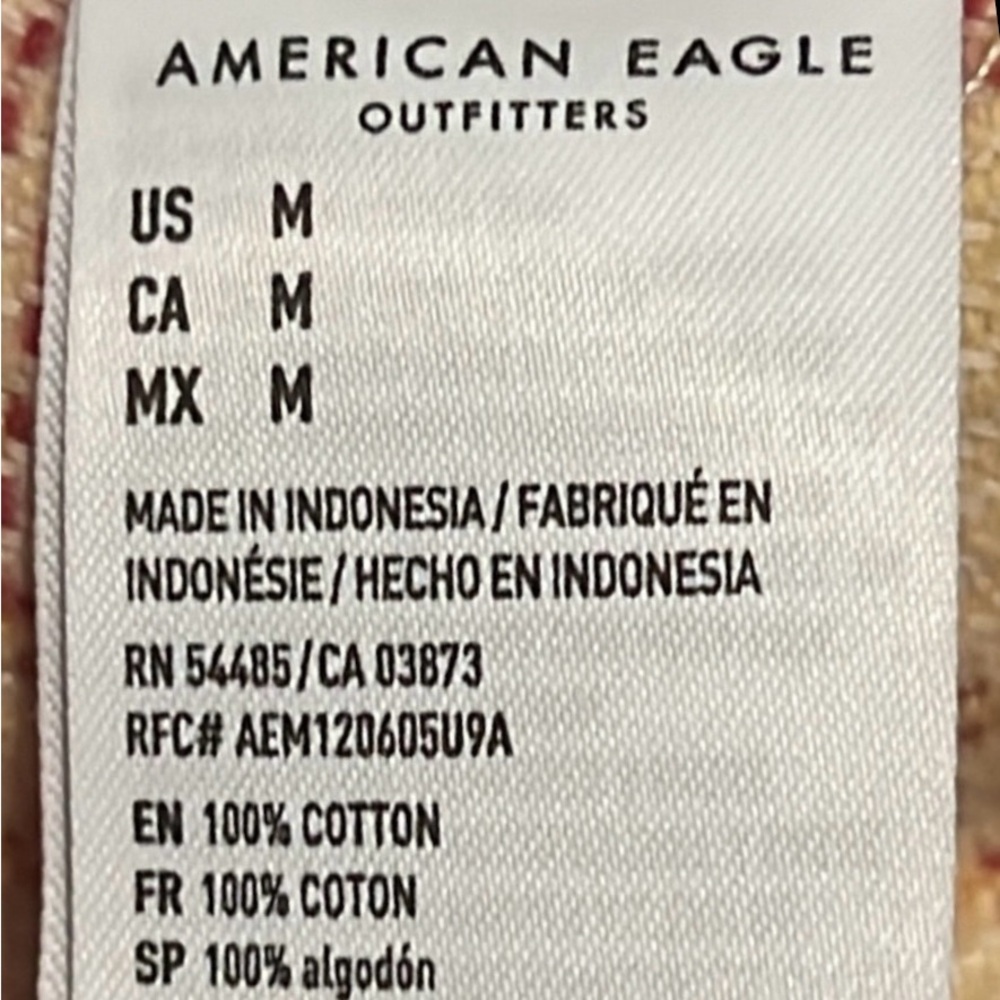 AMERICAN EAGLE
OUTFITTERS
US M
CA M
MX M
MADE IN INDONESIA / FABRIQUÉ EN
INDONÉSIE / HECHO EN INDONESIA
RN 54485 / CA 03873
RFC# AEM120605U9A
EN 100% COTTON
FR 100% COTON
SP 100% algodón